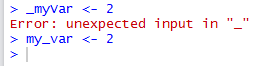 > _myvar <- 2
Error: unexpected input in "_"
> my_var <- 2
>